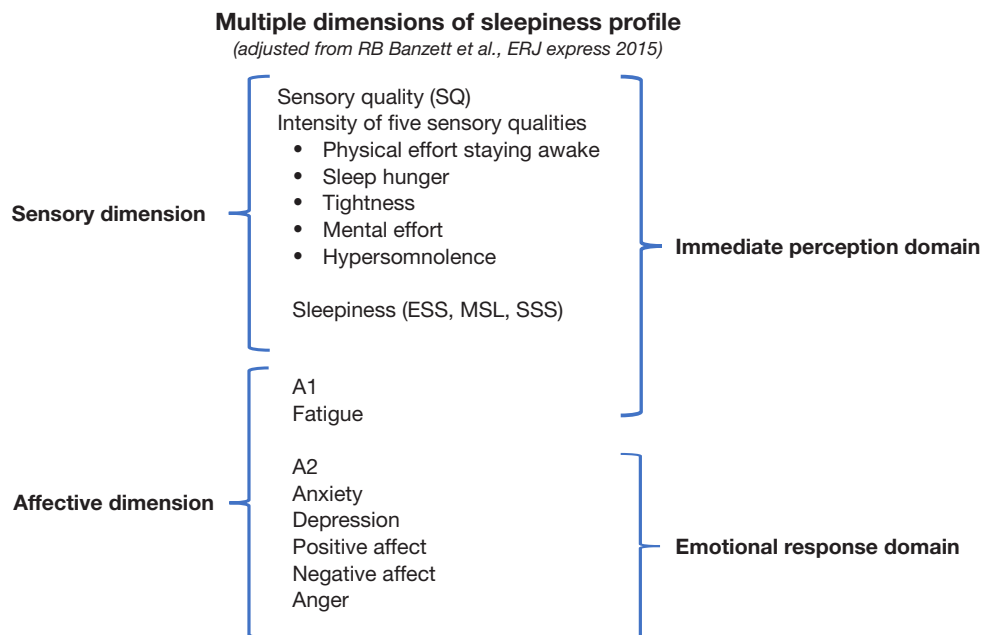 Multiple dimensions of sleepiness profile
(adjusted from RB Banzett et al., ERJ express 2015)
Sensory quality (SQ)
Intensity of five sensory qualities
• Physical effort staying awake
• Sleep hunger
• Tightness
• Mental effort
• Hypersomnolence
Sleepiness (ESS, MSL, SSS)
Sensory dimension
Immediate perception domain
A1
Fatigue
A2
Anxiety
Depression
Positive affect
Negative affect
Anger
Affective dimension
Emotional response domain